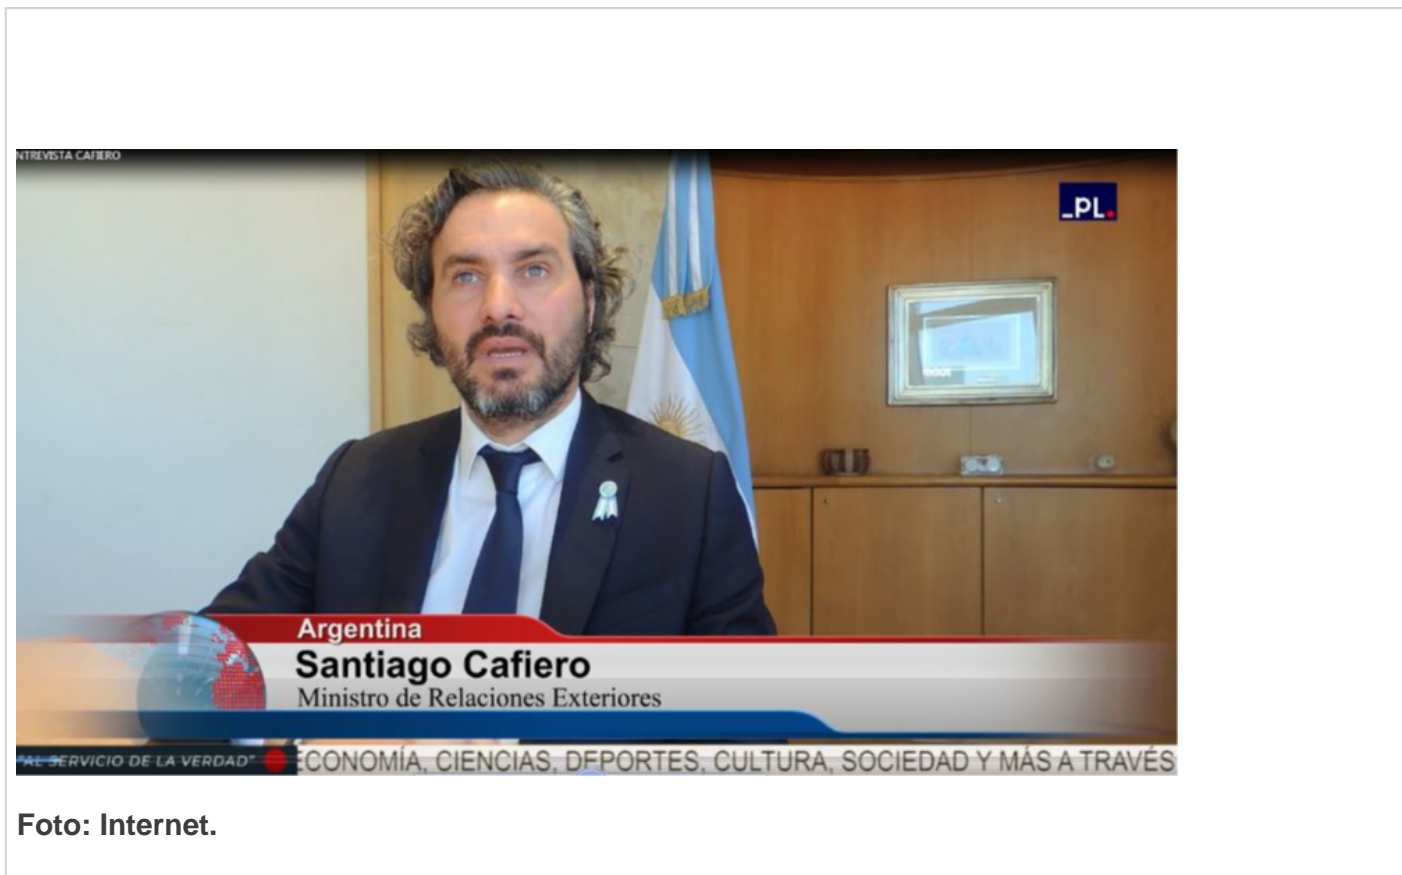 NTREVISTA CAFIERO
_PL.
Argentina
Santiago Cafiero
Ministro de Relaciones Exteriores
"AL SERVICIO DE LA VERDAD"
ECONOMÍA, CIENCIAS, DEPORTES, CULTURA, SOCIEDAD Y MÁS A TRAVÉS
Foto: Internet.